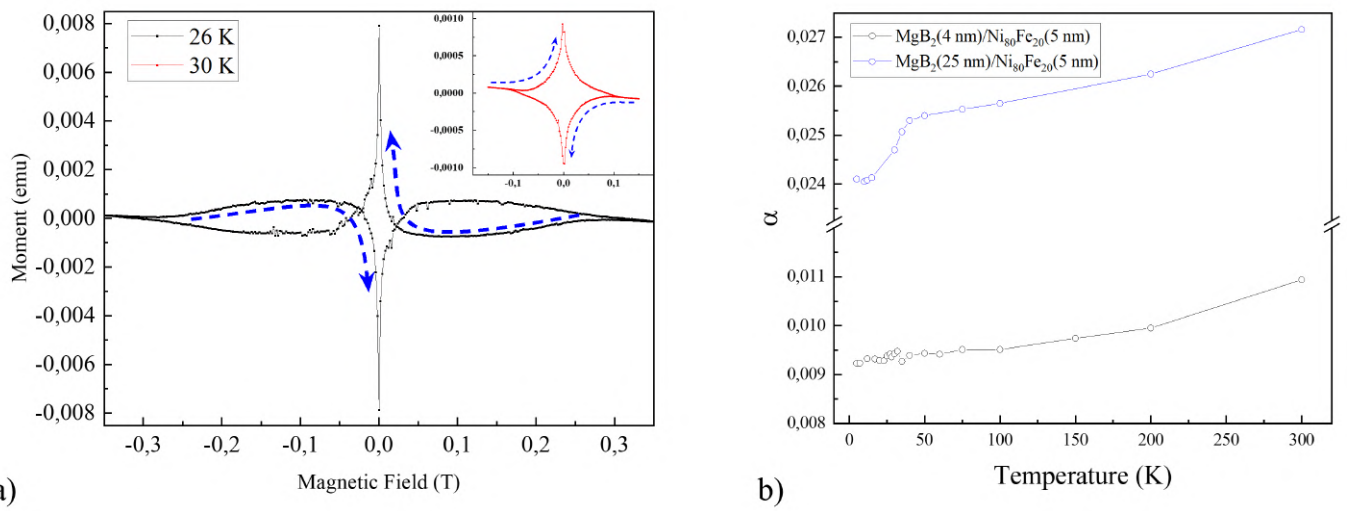 0,008
0,006
0,004
0,002
0,000
-0,002
-0,004
-0,006
-0,008
Moment (emu)
26 K
30 K
0,0010
0,0005
0,0000
-0,0005
-0,0010
-0,1 0,0 0,1
-0,3 -0,2 -0,1 0,0 0,1 0,2 0,3
Magnetic Field (T)
a)
MgB2(4 nm)/Ni80Fe20(5 nm)
MgB2(25 nm)/Ni80Fe20(5 nm)
0,027
0,026
0,025
0,024
α
0,011
0,010
0,009
0,008
0 50 100 150 200 250 300
Temperature (K)
b)